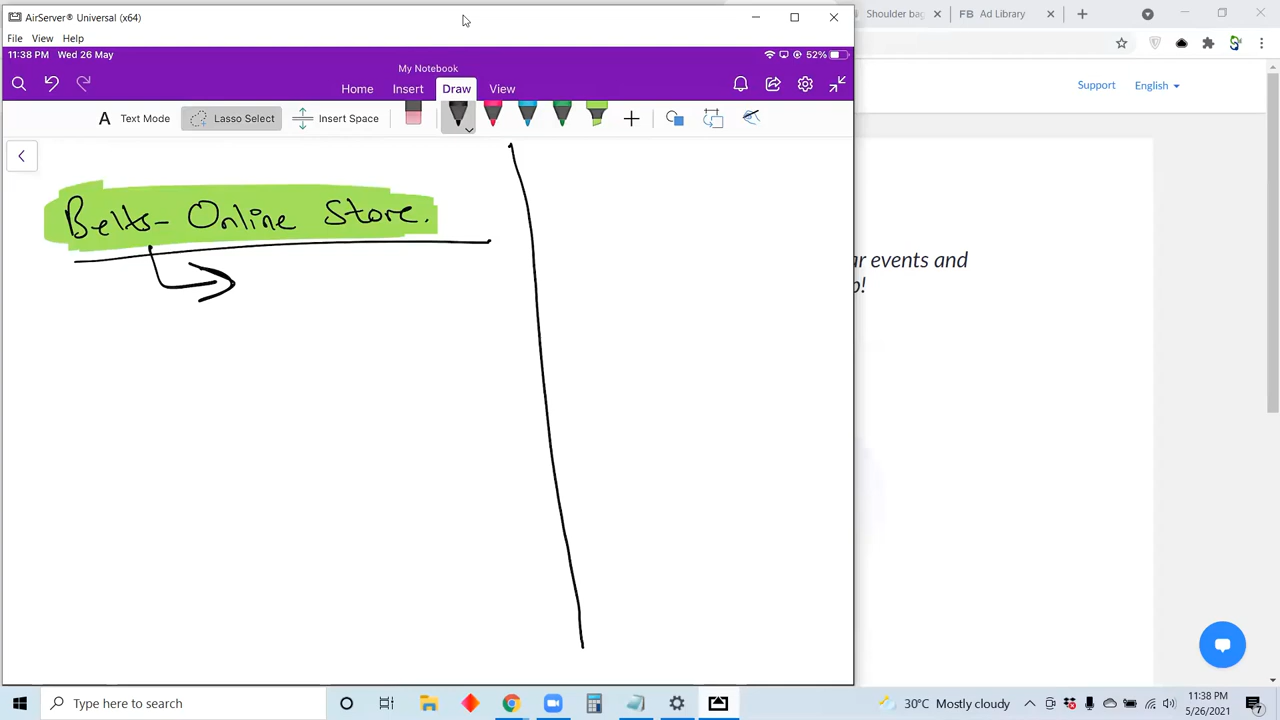 AirServer® Universal (x64)
Shoulder bag
FB Ad Library
File View Help
11:38 PM Wed 26 May
52%
My Notebook
Home Insert Draw View
Support English
A Text Mode Lasso Select Insert Space
Belts- Online Store.
ar events and
p!
Type here to search
30°C Mostly cloudy
11:38 PM
5/26/2021
7